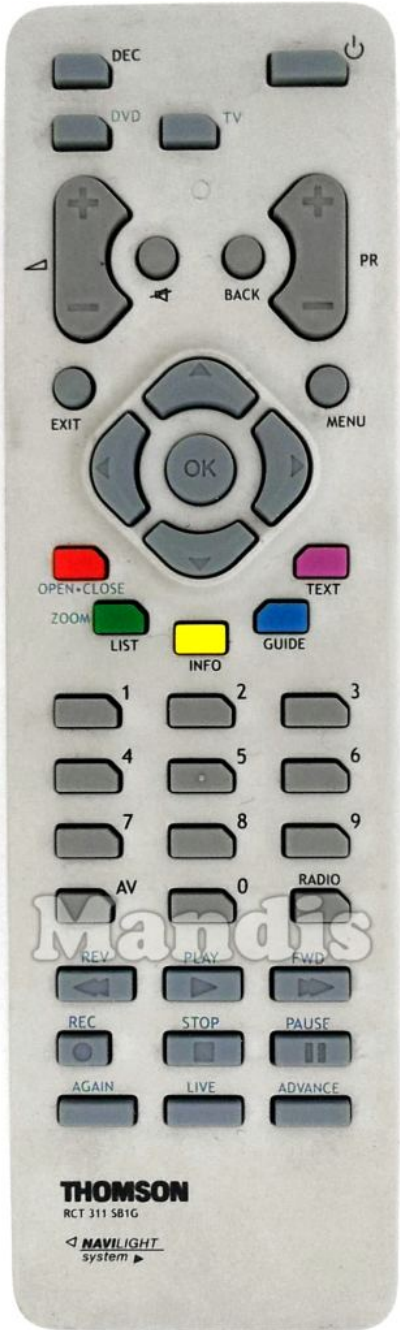 DEC
DVD TV
PR
BACK
EXIT MENU
OK
OPEN•CLOSE TEXT
ZOOM LIST GUIDE
INFO
1 2 3
4 5 6
7 8 9
AV 0 RADIO
Mandis
REV PLAY FWD
REC STOP PAUSE
AGAIN LIVE ADVANCE
THOMSON
RCT 311 SB1G
NAVILIGHT
system